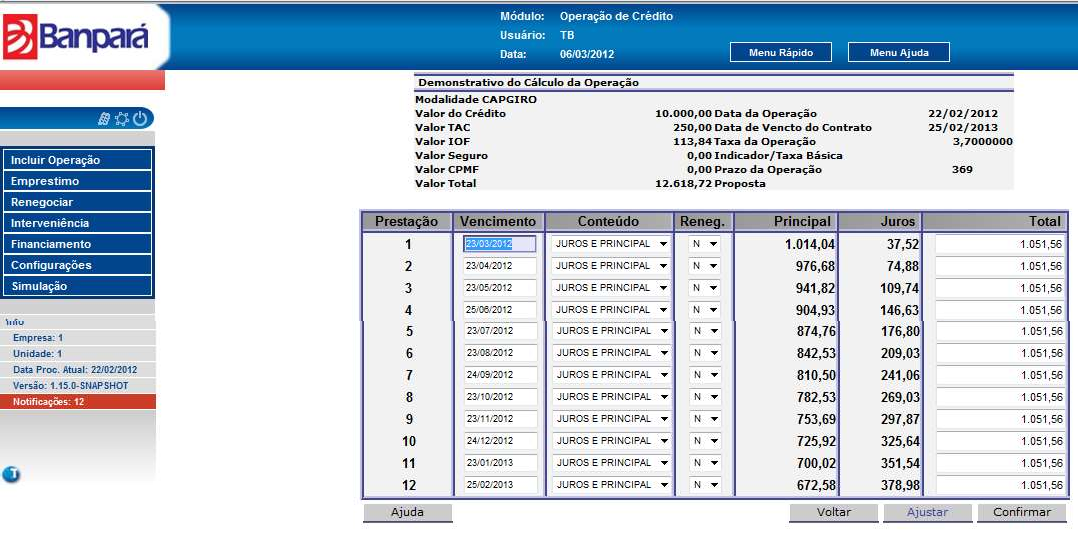 Banpará
Módulo: Operação de Crédito
Usuário: TB
Data: 06/03/2012
Menu Rápido Menu Ajuda
Incluir Operação
Emprestimo
Renegociar
Interveniência
Financiamento
Configurações
Simulação
Info
Empresa: 1
Unidade: 1
Data Proc. Atual: 22/02/2012
Versão: 1.15.0-SNAPSHOT
Notificações: 12
Demonstrativo do Cálculo da Operação
Modalidade CAPGIRO
Valor do Crédito 10.000,00 Data da Operação 22/02/2012
Valor TAC 250,00 Data de Vencto do Contrato 25/02/2013
Valor IOF 113,84 Taxa da Operação 3,7000000
Valor Seguro 0,00 Indicador/Taxa Básica
Valor CPMF 0,00 Prazo da Operação 369
Valor Total 12.618,72 Proposta
Prestação Vencimento Conteúdo Reneg. Principal Juros Total
1 23/03/2012 JUROS E PRINCIPAL N 1.014,04 37,52 1.051,56
2 23/04/2012 JUROS E PRINCIPAL N 976,68 74,88 1.051,56
3 23/05/2012 JUROS E PRINCIPAL N 941,82 109,74 1.051,56
4 25/06/2012 JUROS E PRINCIPAL N 904,93 146,63 1.051,56
5 23/07/2012 JUROS E PRINCIPAL N 874,76 176,80 1.051,56
6 23/08/2012 JUROS E PRINCIPAL N 842,53 209,03 1.051,56
7 24/09/2012 JUROS E PRINCIPAL N 810,50 241,06 1.051,56
8 23/10/2012 JUROS E PRINCIPAL N 782,53 269,03 1.051,56
9 23/11/2012 JUROS E PRINCIPAL N 753,69 297,87 1.051,56
10 24/12/2012 JUROS E PRINCIPAL N 725,92 325,64 1.051,56
11 23/01/2013 JUROS E PRINCIPAL N 700,02 351,54 1.051,56
12 25/02/2013 JUROS E PRINCIPAL N 672,58 378,98 1.051,56
Ajuda Voltar Ajustar Confirmar